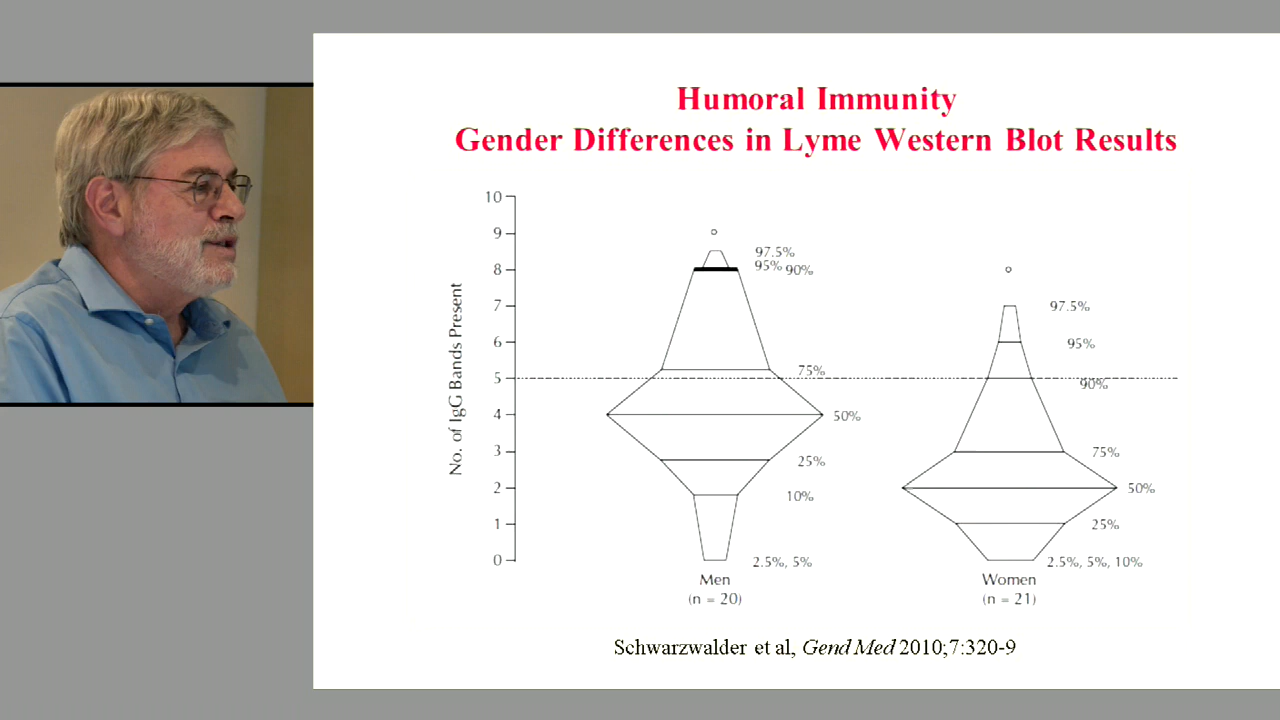 Humoral Immunity
Gender Differences in Lyme Western Blot Results
No. of IgG Bands Present
10
9
8
7
6
5
4
3
2
1
0
97.5%
95% 90%
75%
50%
25%
10%
2.5%, 5%
Men
(n = 20)
97.5%
95%
90%
75%
50%
25%
2.5%, 5%, 10%
Women
(n = 21)
Schwarzwalder et al, Gend Med 2010;7:320-9